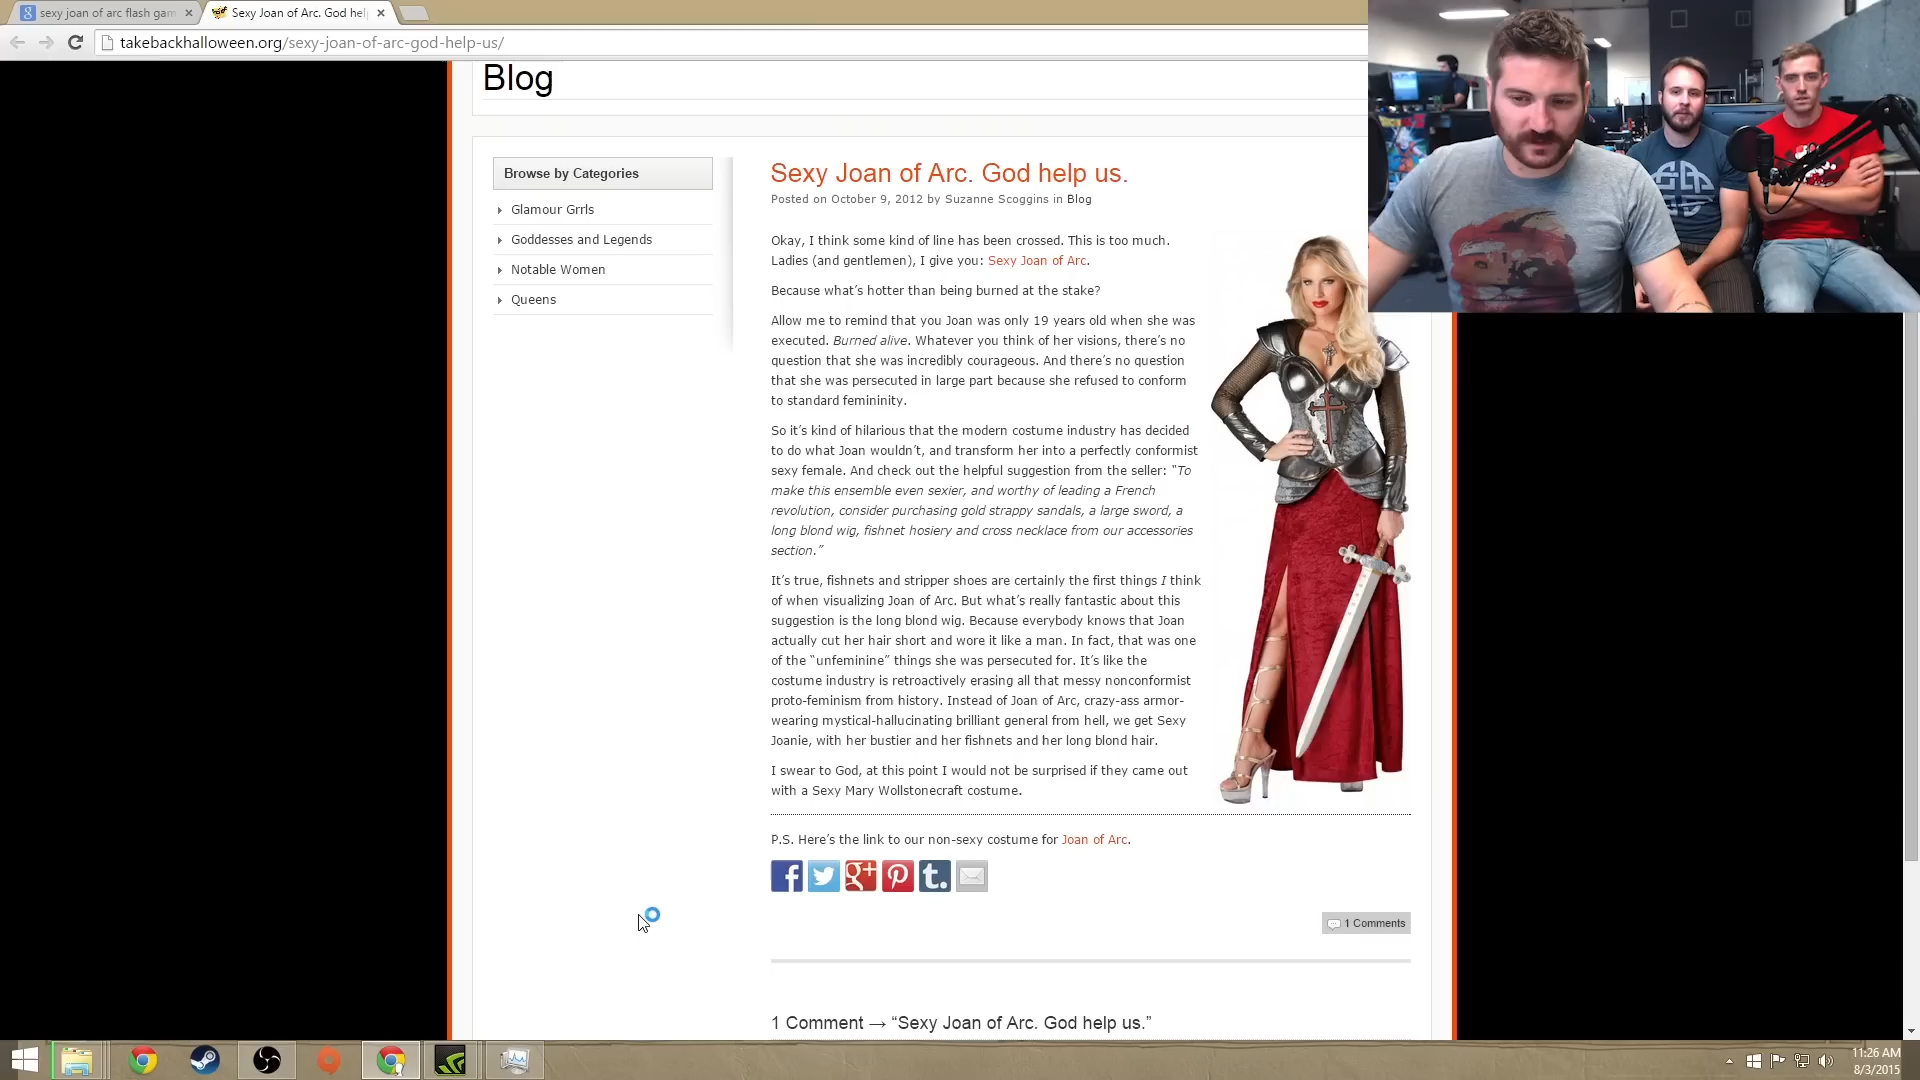 sexy joan of arc flash gam
Sexy Joan of Arc. God hel
takebackhalloween.org/sexy-joan-of-arc-god-help-us/
Blog
Browse by Categories
Glamour Grrls
Goddesses and Legends
Notable Women
Queens
Sexy Joan of Arc. God help us.
Posted on October 9, 2012 by Suzanne Scoggins in Blog
Okay, I think some kind of line has been crossed. This is too much.
Ladies (and gentlemen), I give you: Sexy Joan of Arc.
Because what's hotter than being burned at the stake?
Allow me to remind that you Joan was only 19 years old when she was
executed. Burned alive. Whatever you think of her visions, there's no
question that she was incredibly courageous. And there's no question
that she was persecuted in large part because she refused to conform
to standard femininity.
So it's kind of hilarious that the modern costume industry has decided
to do what Joan wouldn't, and transform her into a perfectly conformist
sexy female. And check out the helpful suggestion from the seller: “To
make this ensemble even sexier, and worthy of leading a French
revolution, consider purchasing gold strappy sandals, a large sword, a
long blond wig, fishnet hosiery and cross necklace from our accessories
section.”
It's true, fishnets and stripper shoes are certainly the first things I think
of when visualizing Joan of Arc. But what's really fantastic about this
suggestion is the long blond wig. Because everybody knows that Joan
actually cut her hair short and wore it like a man. In fact, that was one
of the “unfeminine” things she was persecuted for. It's like the
costume industry is retroactively erasing all that messy nonconformist
proto-feminism from history. Instead of Joan of Arc, crazy-ass armor-
wearing mystical-hallucinating brilliant general from hell, we get Sexy
Joanie, with her bustier and her fishnets and her long blond hair.
I swear to God, at this point I would not be surprised if they came out
with a Sexy Mary Wollstonecraft costume.
P.S. Here's the link to our non-sexy costume for Joan of Arc.
1 Comments
1 Comment → “Sexy Joan of Arc. God help us.”
11:26 AM
8/3/2015